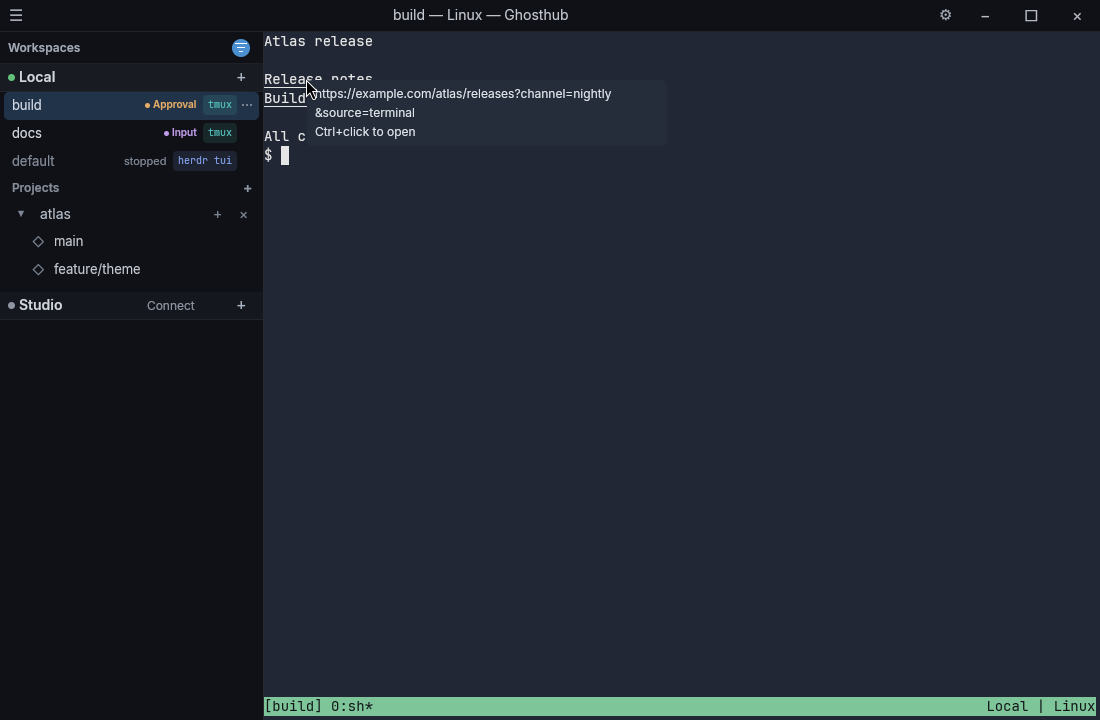 build — Linux — Ghosthub
Workspaces
Local
build Approval tmux
docs Input tmux
default stopped herdr tui
Projects
atlas
main
feature/theme
Studio Connect
Atlas release
Release notes
https://example.com/atlas/releases?channel=nightly
&source=terminal
Ctrl+click to open
Build
All c
$
[build] 0:sh* Local | Linux